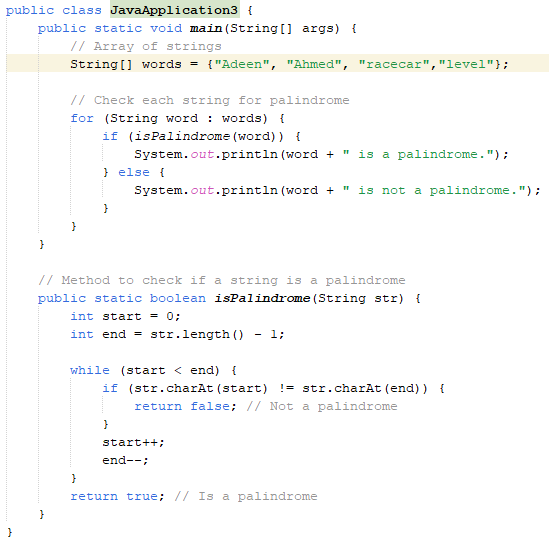 public class JavaApplication3 {
    public static void main(String[] args) {
        // Array of strings
        String[] words = {"Adeen", "Ahmed", "racecar","level"};

        // Check each string for palindrome
        for (String word : words) {
            if (isPalindrome(word)) {
                System.out.println(word + " is a palindrome.");
            } else {
                System.out.println(word + " is not a palindrome.");
            }
        }
    }

    // Method to check if a string is a palindrome
    public static boolean isPalindrome(String str) {
        int start = 0;
        int end = str.length() - 1;

        while (start < end) {
            if (str.charAt(start) != str.charAt(end)) {
                return false; // Not a palindrome
            }
            start++;
            end--;
        }
        return true; // Is a palindrome
    }
}